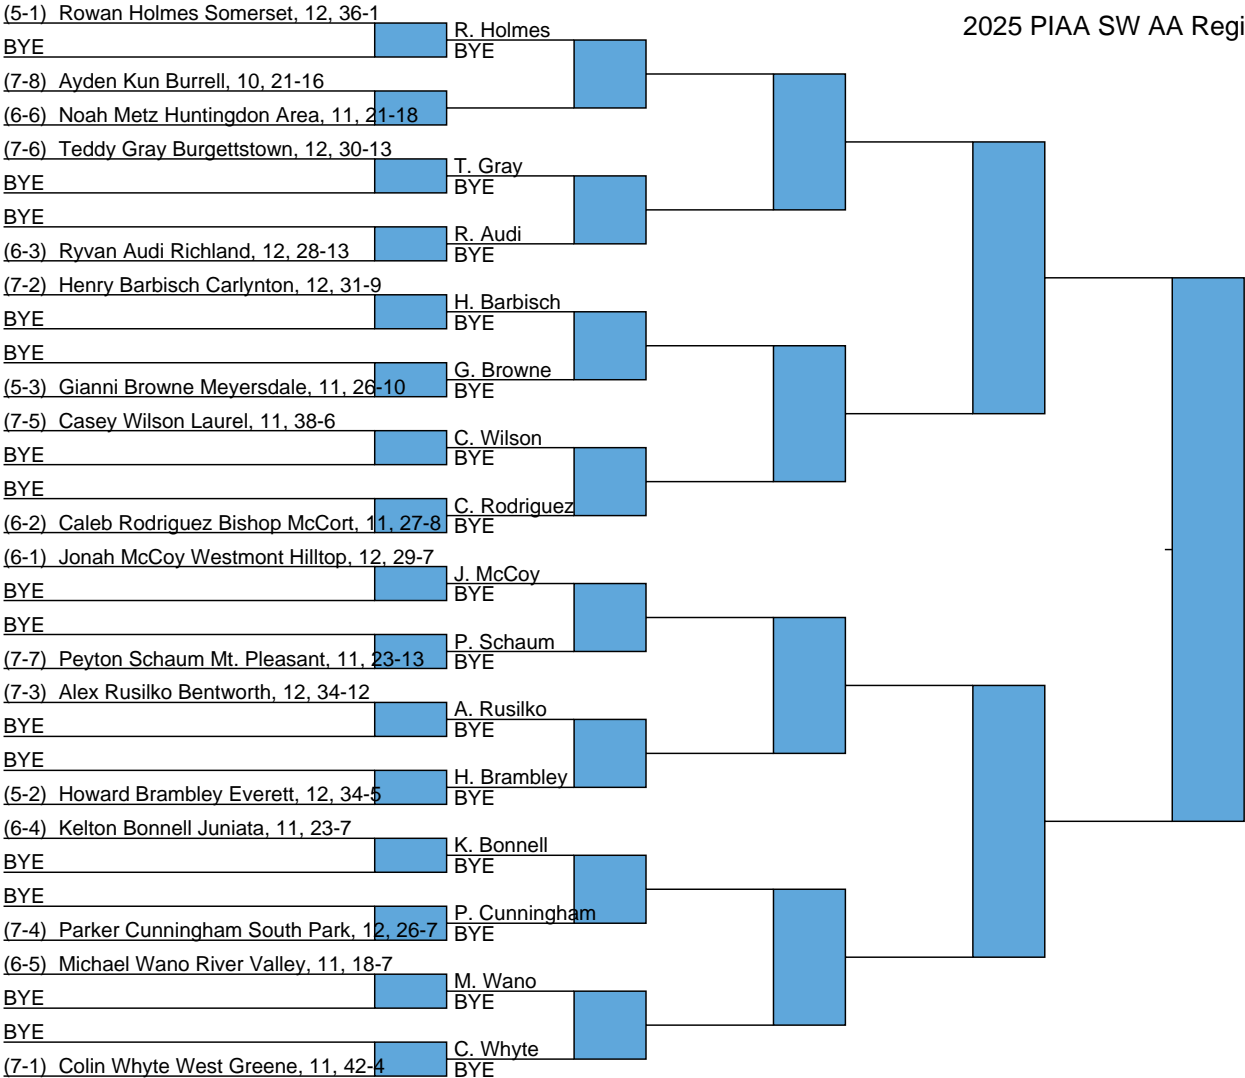 2025 PIAA SW AA Regi
(5-1) Rowan Holmes Somerset, 12, 36-1
BYE
R. Holmes
BYE
(7-8) Ayden Kun Burrell, 10, 21-16
(6-6) Noah Metz Huntingdon Area, 11, 21-18
(7-6) Teddy Gray Burgettstown, 12, 30-13
BYE
T. Gray
BYE
BYE
(6-3) Ryvan Audi Richland, 12, 28-13
R. Audi
BYE
(7-2) Henry Barbisch Carlynton, 12, 31-9
BYE
H. Barbisch
BYE
BYE
(5-3) Gianni Browne Meyersdale, 11, 26-10
G. Browne
BYE
(7-5) Casey Wilson Laurel, 11, 38-6
BYE
C. Wilson
BYE
BYE
(6-2) Caleb Rodriguez Bishop McCort, 11, 27-8
C. Rodriguez
BYE
(6-1) Jonah McCoy Westmont Hilltop, 12, 29-7
BYE
J. McCoy
BYE
BYE
(7-7) Peyton Schaum Mt. Pleasant, 11, 23-13
P. Schaum
BYE
(7-3) Alex Rusilko Bentworth, 12, 34-12
BYE
A. Rusilko
BYE
BYE
(5-2) Howard Brambley Everett, 12, 34-5
H. Brambley
BYE
(6-4) Kelton Bonnell Juniata, 11, 23-7
BYE
K. Bonnell
BYE
BYE
(7-4) Parker Cunningham South Park, 12, 26-7
P. Cunningham
BYE
(6-5) Michael Wano River Valley, 11, 18-7
BYE
M. Wano
BYE
BYE
(7-1) Colin Whyte West Greene, 11, 42-4
C. Whyte
BYE